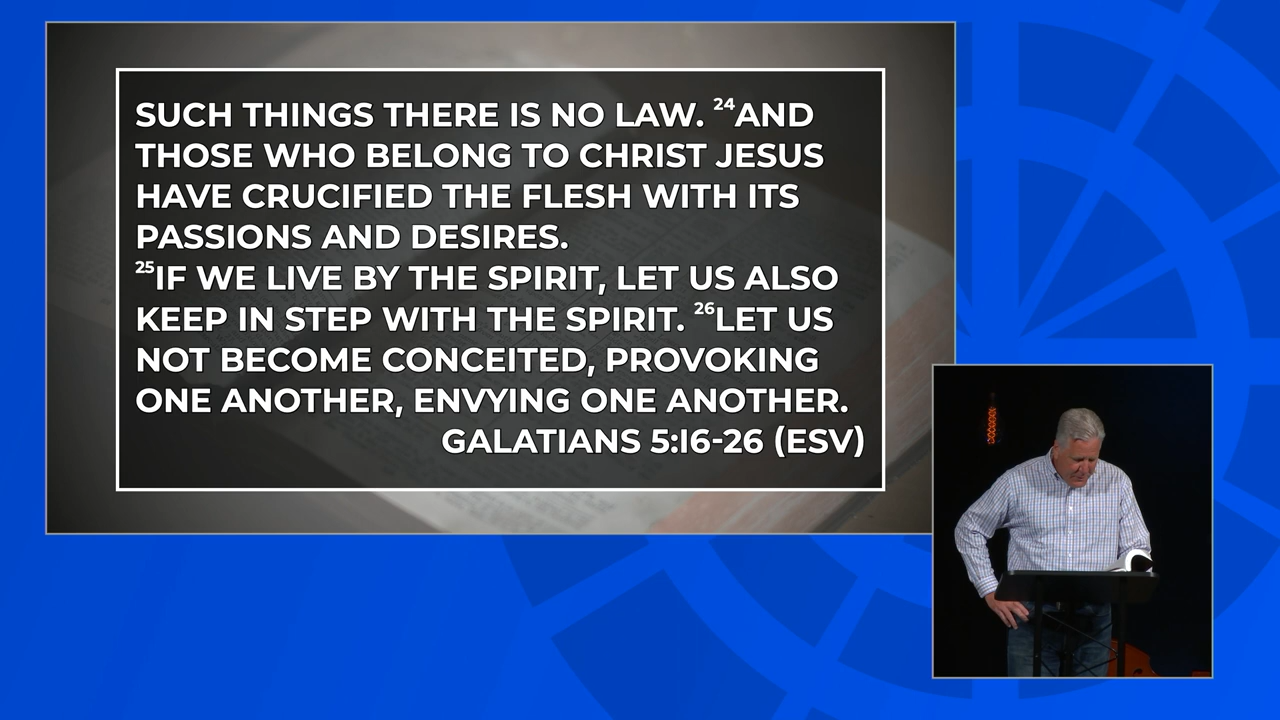 SUCH THINGS THERE IS NO LAW. 24AND
THOSE WHO BELONG TO CHRIST JESUS
HAVE CRUCIFIED THE FLESH WITH ITS
PASSIONS AND DESIRES.
25IF WE LIVE BY THE SPIRIT, LET US ALSO
KEEP IN STEP WITH THE SPIRIT. 26LET US
NOT BECOME CONCEITED, PROVOKING
ONE ANOTHER, ENVYING ONE ANOTHER.
GALATIANS 5:16-26 (ESV)